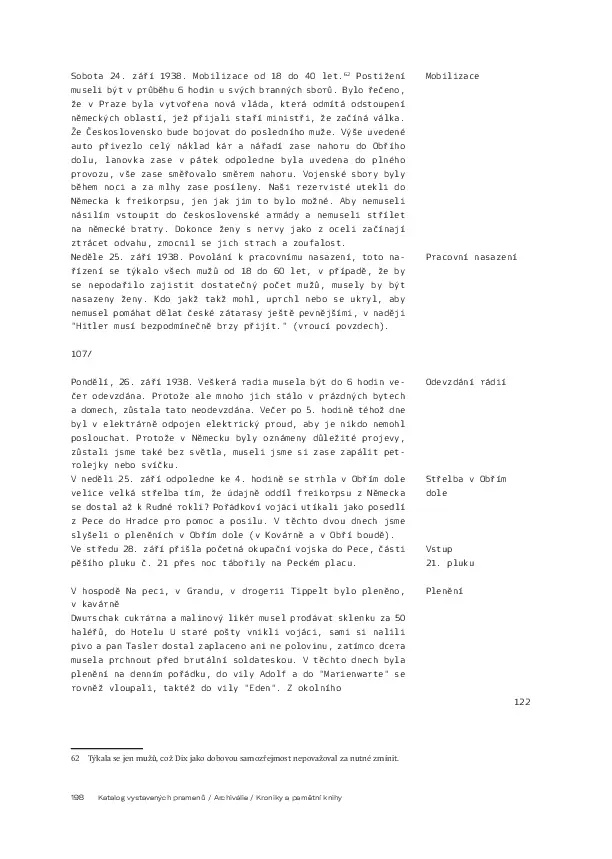 Sobota 24. září 1938. Mobilizace od 18 do 40 let.62 Postižení
museli být v průběhu 6 hodin u svých branných sborů. Bylo řečeno,
že v Praze byla vytvořena nová vláda, která odmítá odstoupení
německých oblastí, jež přijali staří ministři, že začíná válka.
Že Československo bude bojovat do posledního muže. Výše uvedené
auto přivezlo celý náklad kár a nářadí zase nahoru do Obřího
dolu, lanovka zase v pátek odpoledne byla uvedena do plného
provozu, vše zase směřovalo směrem nahoru. Vojenské sbory byly
během noci a za mlhy zase posíleny. Naši rezervisté utekli do
Německa k freikorpsu, jen jak jim to bylo možné. Aby nemuseli
násilím vstoupit do československé armády a nemuseli střílet
na německé bratry. Dokonce ženy s nervy jako z oceli začínají
ztrácet odvahu, zmocnil se jich strach a zoufalost.
Mobilizace
Neděle 25. září 1938. Povolání k pracovnímu nasazení, toto na-
řízení se týkalo všech mužů od 18 do 60 let, v případě, že by
se nepodařilo zajistit dostatečný počet mužů, musely by být
nasazeny ženy. Kdo jakž takž mohl, uprchl nebo se ukryl, aby
nemusel pomáhat dělat české zátarasy ještě pevnějšími, v naději
"Hitler musí bezpodmínečně brzy přijít." (vroucí povzdech).
Pracovní nasazení
107/
Pondělí, 26. září 1938. Veškerá radia musela být do 6 hodin ve-
čer odevzdána. Protože ale mnoho jich stálo v prázdných bytech
a domech, zůstala tato neodevzdána. Večer po 5. hodině téhož dne
byl v elektrárně odpojen elektrický proud, aby je nikdo nemohl
poslouchat. Protože v Německu byly oznámeny důležité projevy,
zůstali jsme také bez světla, museli jsme si zase zapálit pet-
rolejky nebo svíčku.
Odevzdání rádií
V neděli 25. září odpoledne ke 4. hodině se strhla v Obřím dole
velice velká střelba tím, že údajně oddíl freikorpsu z Německa
se dostal až k Rudné rokli? Pořádkoví vojáci utíkali jako posedlí
z Pece do Hradce pro pomoc a posilu. V těchto dvou dnech jsme
slyšeli o pleněních v Obřím dole (v Kovárně a v Obří boudě).
Střelba v Obřím
dole
Ve středu 28. září přišla početná okupační vojska do Pece, části
pěšího pluku č. 21 přes noc tábořily na Peckém placu.
Vstup
21. pluku
V hospodě Na peci, v Grandu, v drogerii Tippelt bylo pleněno,
v kavárně
Dwurschak cukrárna a malinový likér musel prodávat sklenku za 50
haléřů, do Hotelu U staré pošty vnikli vojáci, sami si nalili
pivo a pan Tasler dostal zaplaceno ani ne polovinu, zatímco dcera
musela prchnout před brutální soldateskou. V těchto dnech byla
plenění na denním pořádku, do vily Adolf a do "Marienwarte" se
rovněž vloupali, taktéž do vily "Eden". Z okolního
Plenění
122
62 Týkala se jen mužů, což Dix jako dobovou samozřejmost nepovažoval za nutné zmínit.
198 Katalog vystavených pramenů / Archiválie / Kroniky a pamětní knihy